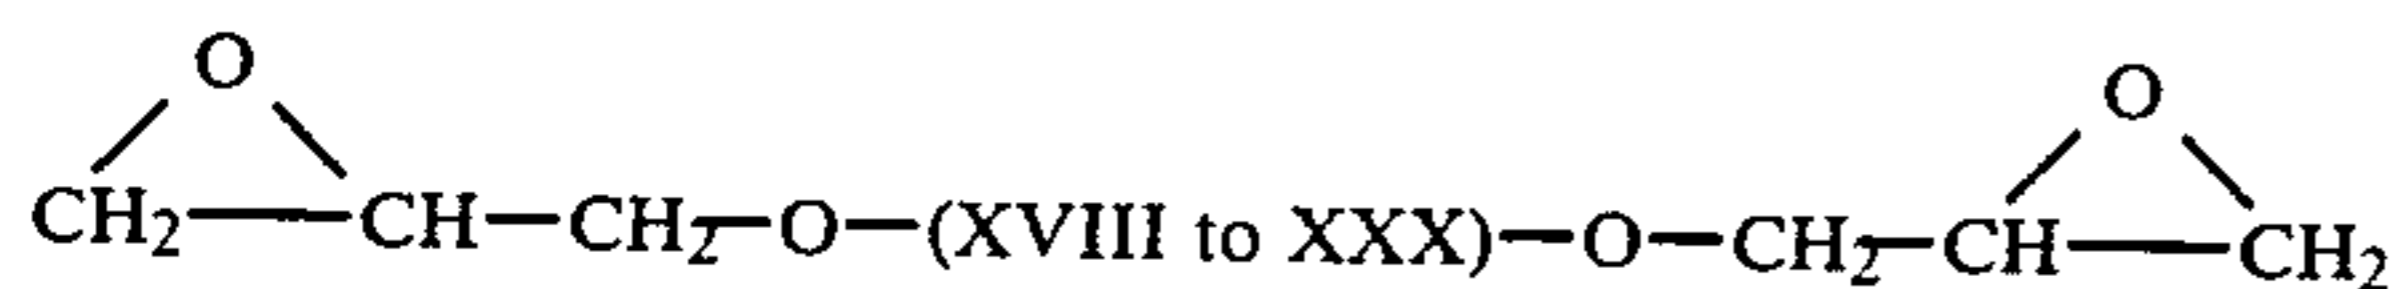 O O
CH₂—CH—CH₂—O—(XVIII to XXX)—O—CH₂—CH—CH₂